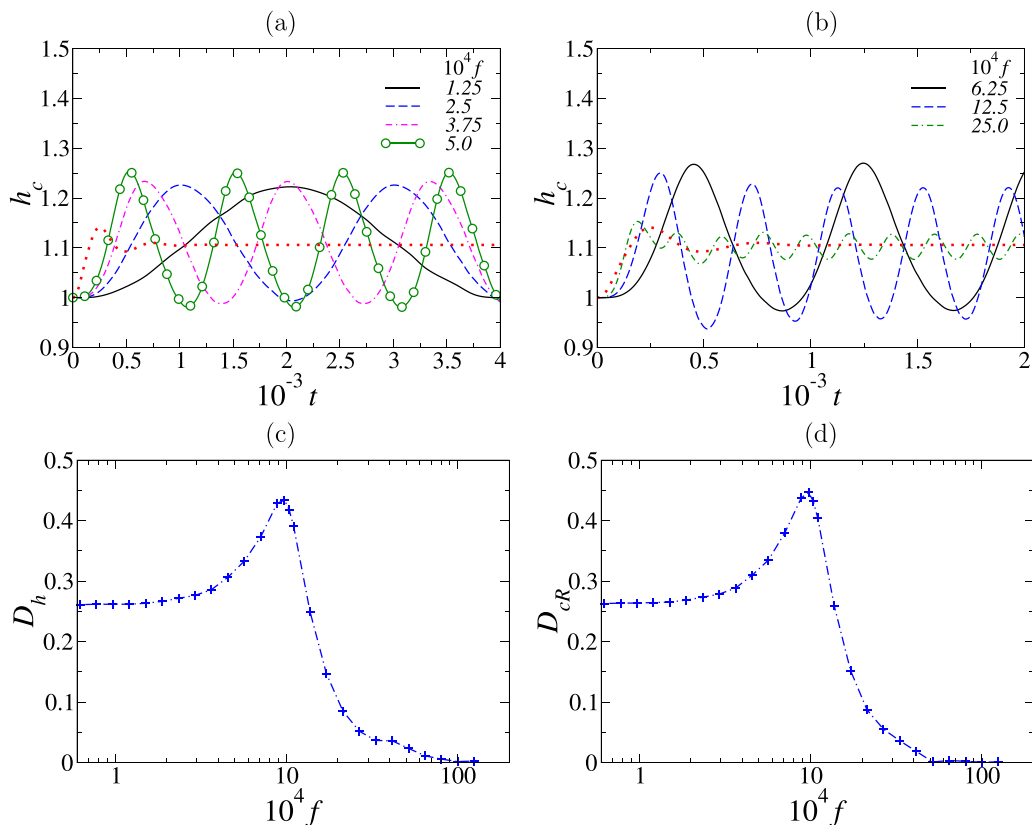 (a)
(b)
1.5
1.4
1.3
1.2
1.1
1
0.9
h_c
10^4 f
1.25
2.5
3.75
5.0
0 0.5 1 1.5 2 2.5 3 3.5 4
10^-3 t
1.5
1.4
1.3
1.2
1.1
1
0.9
h_c
10^4 f
6.25
12.5
25.0
0 0.5 1 1.5 2
10^-3 t
(c)
(d)
0.5
0.4
0.3
0.2
0.1
0
D_h
1 10 100
10^4 f
0.5
0.4
0.3
0.2
0.1
0
D_cR
1 10 100
10^4 f